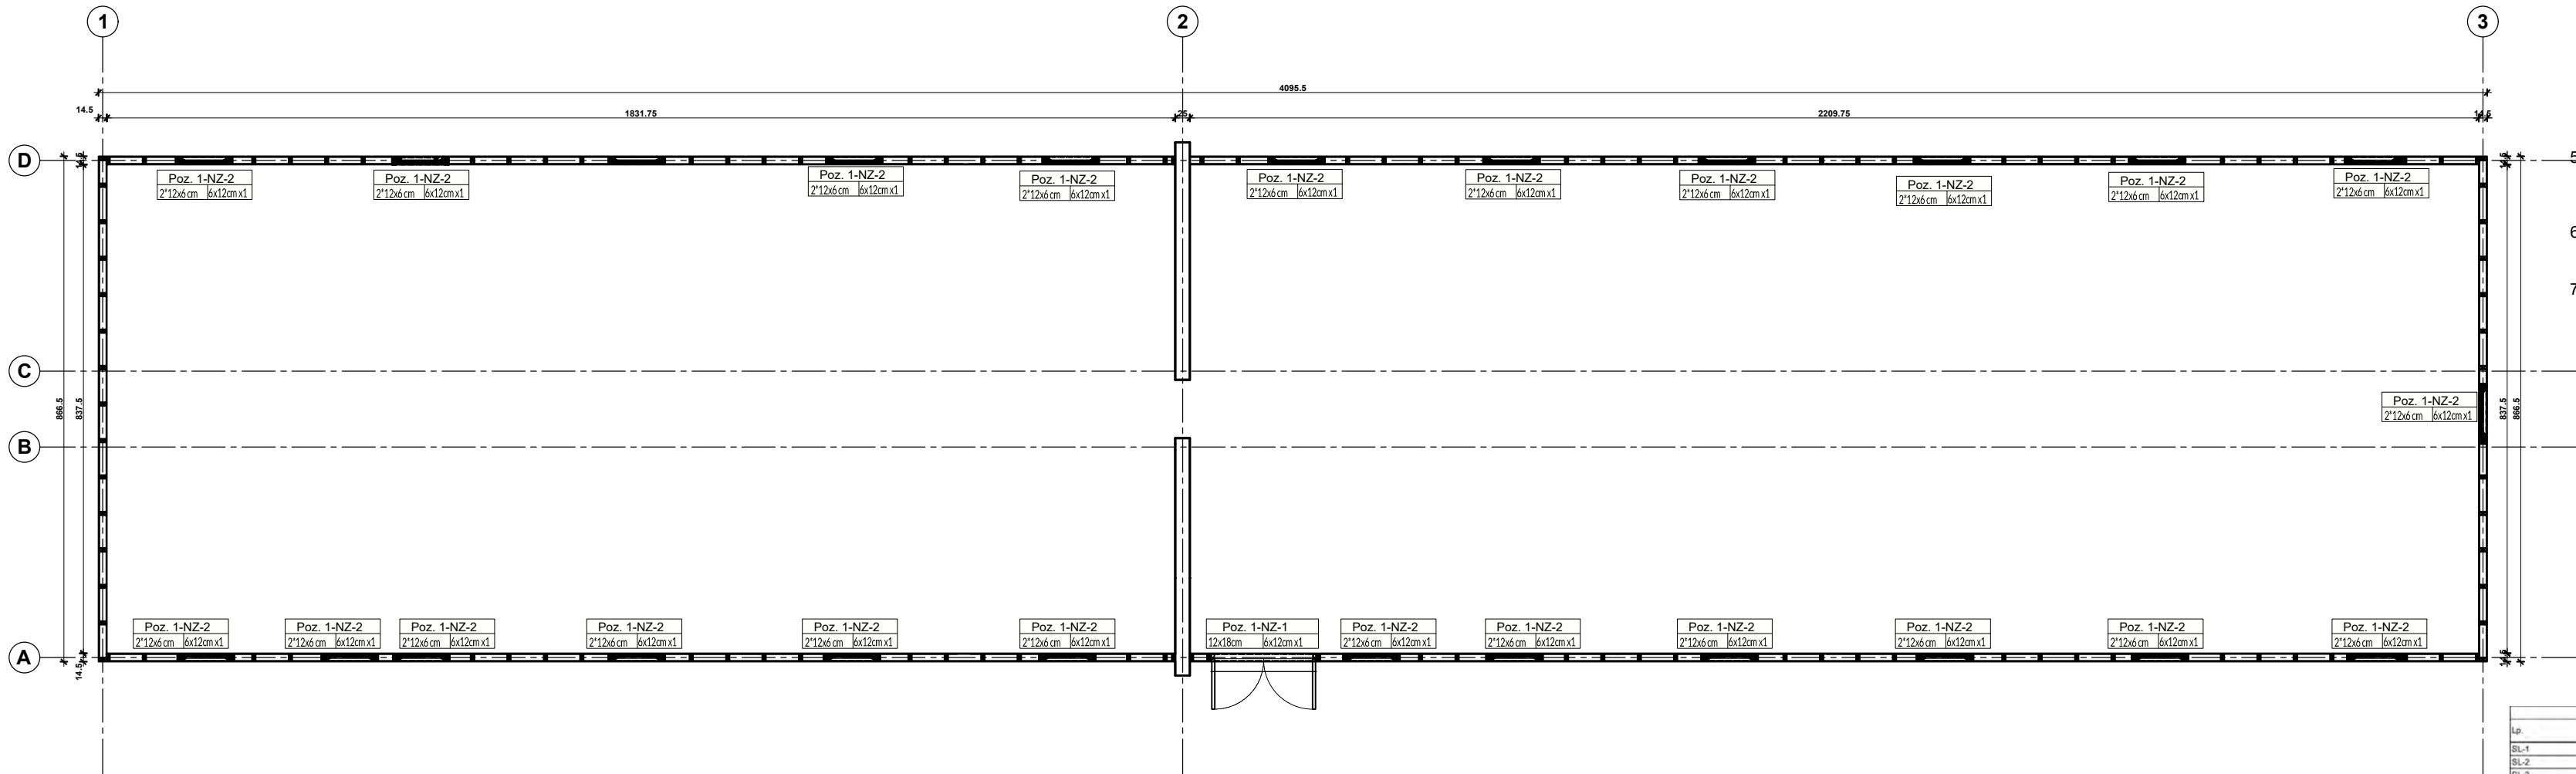 1
2
3
4095.5
14.5
1831.75
25
2209.75
14.5
D
14.5
14.5
5
Poz. 1-NZ-2
2*12x6 cm 6x12cm x1
Poz. 1-NZ-2
2*12x6 cm 6x12cm x1
Poz. 1-NZ-2
2*12x6 cm 6x12cm x1
Poz. 1-NZ-2
2*12x6 cm 6x12cm x1
Poz. 1-NZ-2
2*12x6 cm 6x12cm x1
Poz. 1-NZ-2
2*12x6 cm 6x12cm x1
Poz. 1-NZ-2
2*12x6 cm 6x12cm x1
Poz. 1-NZ-2
2*12x6 cm 6x12cm x1
Poz. 1-NZ-2
2*12x6 cm 6x12cm x1
Poz. 1-NZ-2
2*12x6 cm 6x12cm x1
6
7
C
866.5
837.5
Poz. 1-NZ-2
2*12x6 cm 6x12cm x1
837.5
866.5
B
Poz. 1-NZ-2
2*12x6 cm 6x12cm x1
Poz. 1-NZ-2
2*12x6 cm 6x12cm x1
Poz. 1-NZ-2
2*12x6 cm 6x12cm x1
Poz. 1-NZ-2
2*12x6 cm 6x12cm x1
Poz. 1-NZ-2
2*12x6 cm 6x12cm x1
Poz. 1-NZ-2
2*12x6 cm 6x12cm x1
Poz. 1-NZ-1
12x18cm 6x12cm x1
Poz. 1-NZ-2
2*12x6 cm 6x12cm x1
Poz. 1-NZ-2
2*12x6 cm 6x12cm x1
Poz. 1-NZ-2
2*12x6 cm 6x12cm x1
Poz. 1-NZ-2
2*12x6 cm 6x12cm x1
Poz. 1-NZ-2
2*12x6 cm 6x12cm x1
Poz. 1-NZ-2
2*12x6 cm 6x12cm x1
A
14.5
14.5
Lp.
SL-1
SL-2